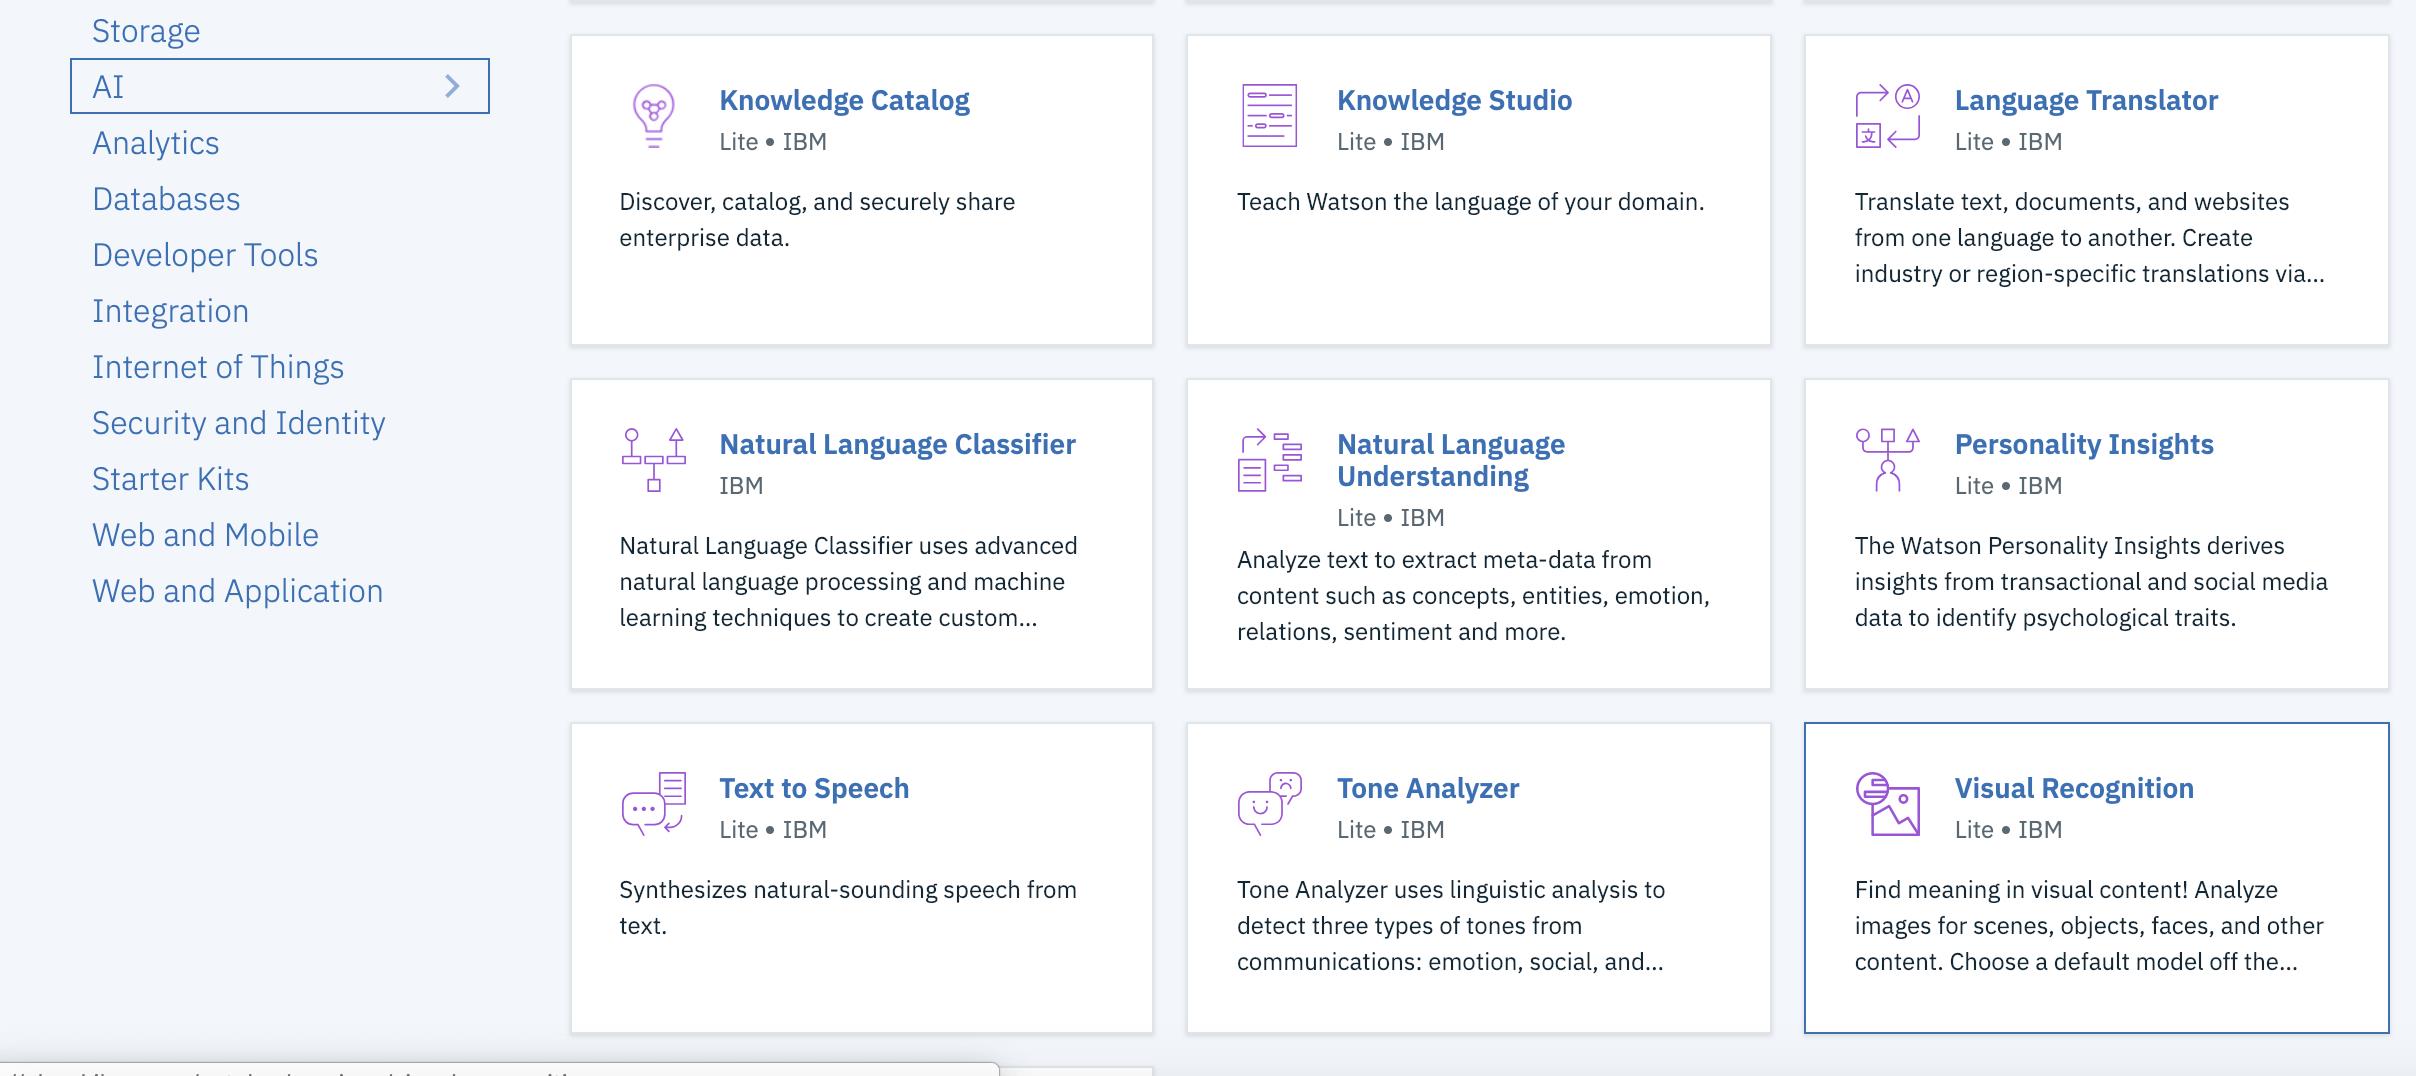 Storage
AI
Analytics
Databases
Developer Tools
Integration
Internet of Things
Security and Identity
Starter Kits
Web and Mobile
Web and Application
Knowledge Catalog
Lite • IBM
Discover, catalog, and securely share
enterprise data.
Knowledge Studio
Lite • IBM
Teach Watson the language of your domain.
A
文
Language Translator
Lite • IBM
Translate text, documents, and websites
from one language to another. Create
industry or region-specific translations via...
Natural Language Classifier
IBM
Natural Language Classifier uses advanced
natural language processing and machine
learning techniques to create custom...
Natural Language
Understanding
Lite • IBM
Analyze text to extract meta-data from
content such as concepts, entities, emotion,
relations, sentiment and more.
Personality Insights
Lite • IBM
The Watson Personality Insights derives
insights from transactional and social media
data to identify psychological traits.
Text to Speech
Lite • IBM
Synthesizes natural-sounding speech from
text.
Tone Analyzer
Lite • IBM
Tone Analyzer uses linguistic analysis to
detect three types of tones from
communications: emotion, social, and...
Visual Recognition
Lite • IBM
Find meaning in visual content! Analyze
images for scenes, objects, faces, and other
content. Choose a default model off the...